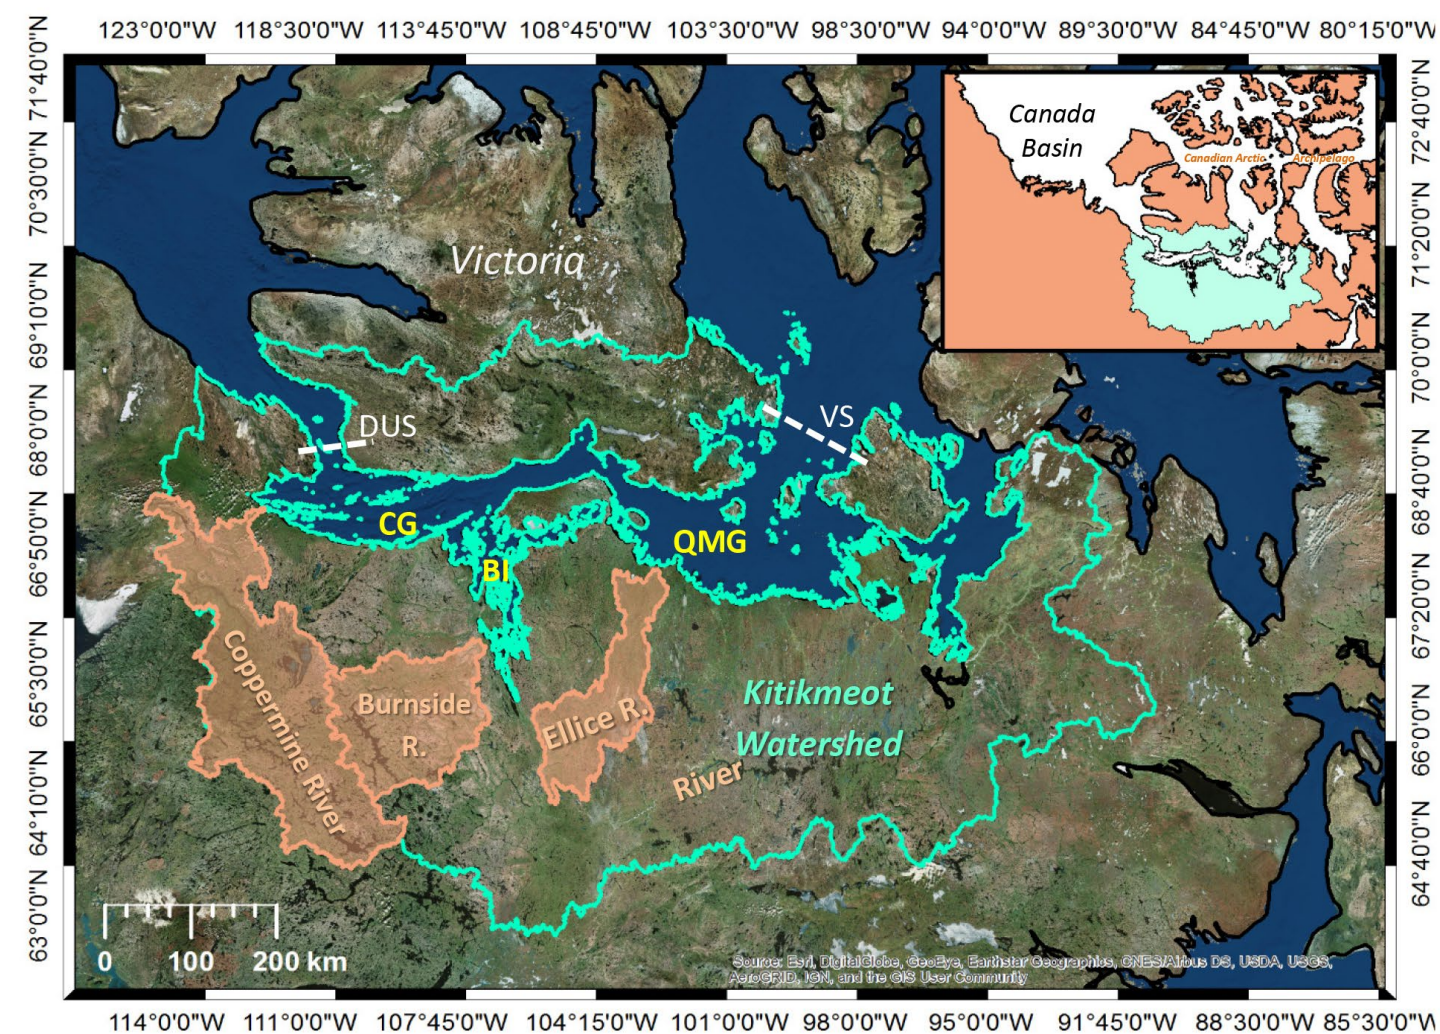 123°0'0"W 118°30'0"W 113°45'0"W 108°45'0"W 103°30'0"W 98°30'0"W 94°0'0"W 89°30'0"W 84°45'0"W 80°15'0"W
71°40'0"N
70°30'0"N
69°10'0"N
68°0'0"N
66°50'0"N
65°30'0"N
64°10'0"N
63°0'0"N
Canada
Basin
Canadian Arctic Archipelago
Victoria
DUS
VS
CG
QMG
BI
Coppermine River
Burnside
R.
Ellice R.
Kitikmeot
Watershed
River
0 100 200 km
Source: Esri, DigitalGlobe, GeoEye, Earthstar Geographics, CNES/Airbus DS, USDA, USGS,
AeroGRID, IGN, and the GIS User Community
72°40'0"N
71°20'0"N
70°0'0"N
68°40'0"N
67°20'0"N
66°0'0"N
64°40'0"N
114°0'0"W 111°0'0"W 107°45'0"W 104°15'0"W 101°0'0"W 98°0'0"W 95°0'0"W 91°45'0"W 88°30'0"W 85°30'0"W